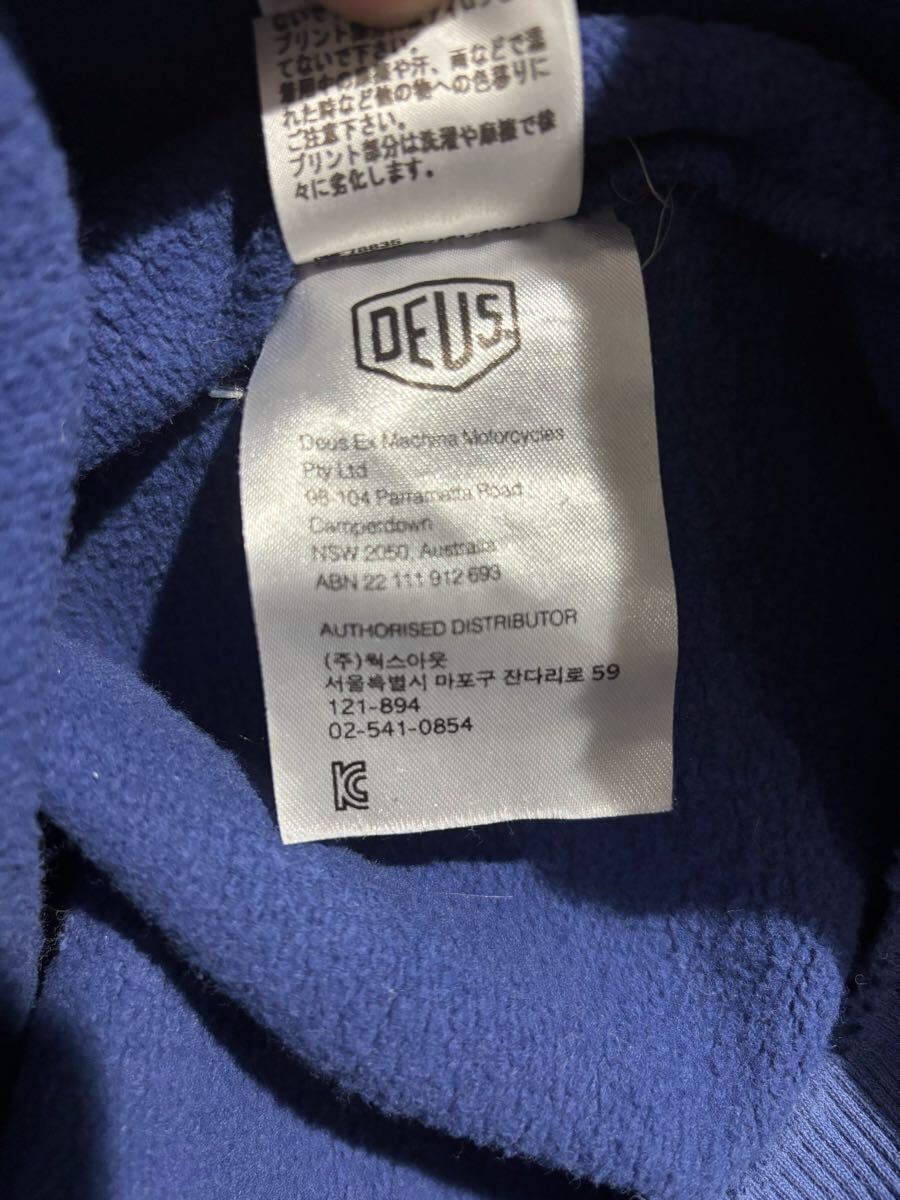 プリント
てないで下さい。
着用中の摩擦や汗、雨などで濡
れた時など他の物への色落りに
ご注意下さい。
プリント部分は洗濯や摩擦で徐
々に劣化します。
DEUS.
Deus Ex Machina Motorcycles
Pty Ltd
98-104 Parramatta Road
Camperdown
NSW 2050, Australia
ABN 22 111 912 693
AUTHORISED DISTRIBUTOR
(주)웍스아웃
서울특별시 마포구 잔다리로 59
121-894
02-541-0854